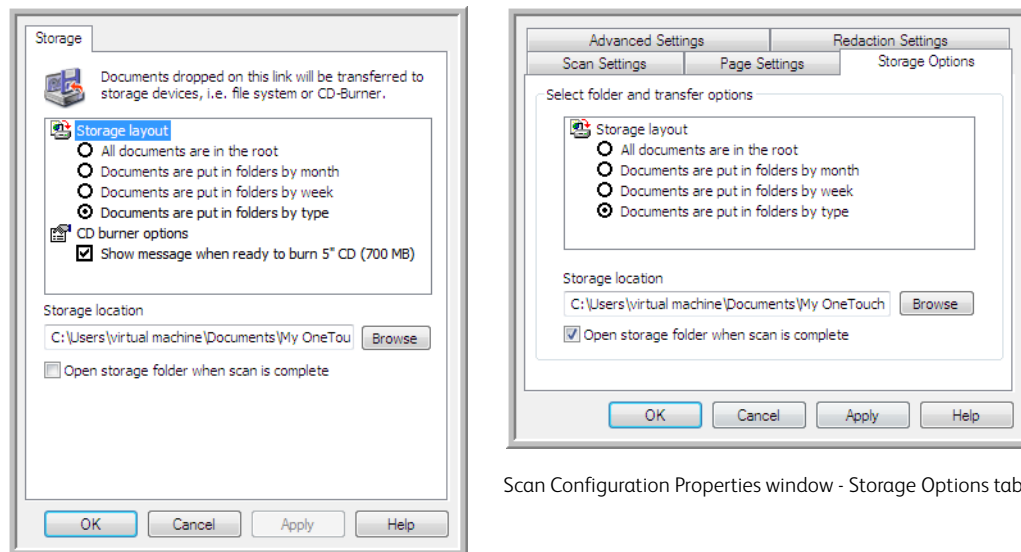 Storage
Documents dropped on this link will be transferred to
storage devices, i.e. file system or CD-Burner.
Storage layout
All documents are in the root
Documents are put in folders by month
Documents are put in folders by week
Documents are put in folders by type
CD burner options
Show message when ready to burn 5" CD (700 MB)
Storage location
C:\Users\virtual machine\Documents\My OneTou Browse
Open storage folder when scan is complete
OK Cancel Apply Help
Advanced Settings Redaction Settings
Scan Settings Page Settings Storage Options
Select folder and transfer options
Storage layout
All documents are in the root
Documents are put in folders by month
Documents are put in folders by week
Documents are put in folders by type
Storage location
C:\Users\virtual machine\Documents\My OneTouch Browse
Open storage folder when scan is complete
OK Cancel Apply Help
Scan Configuration Properties window - Storage Options tab